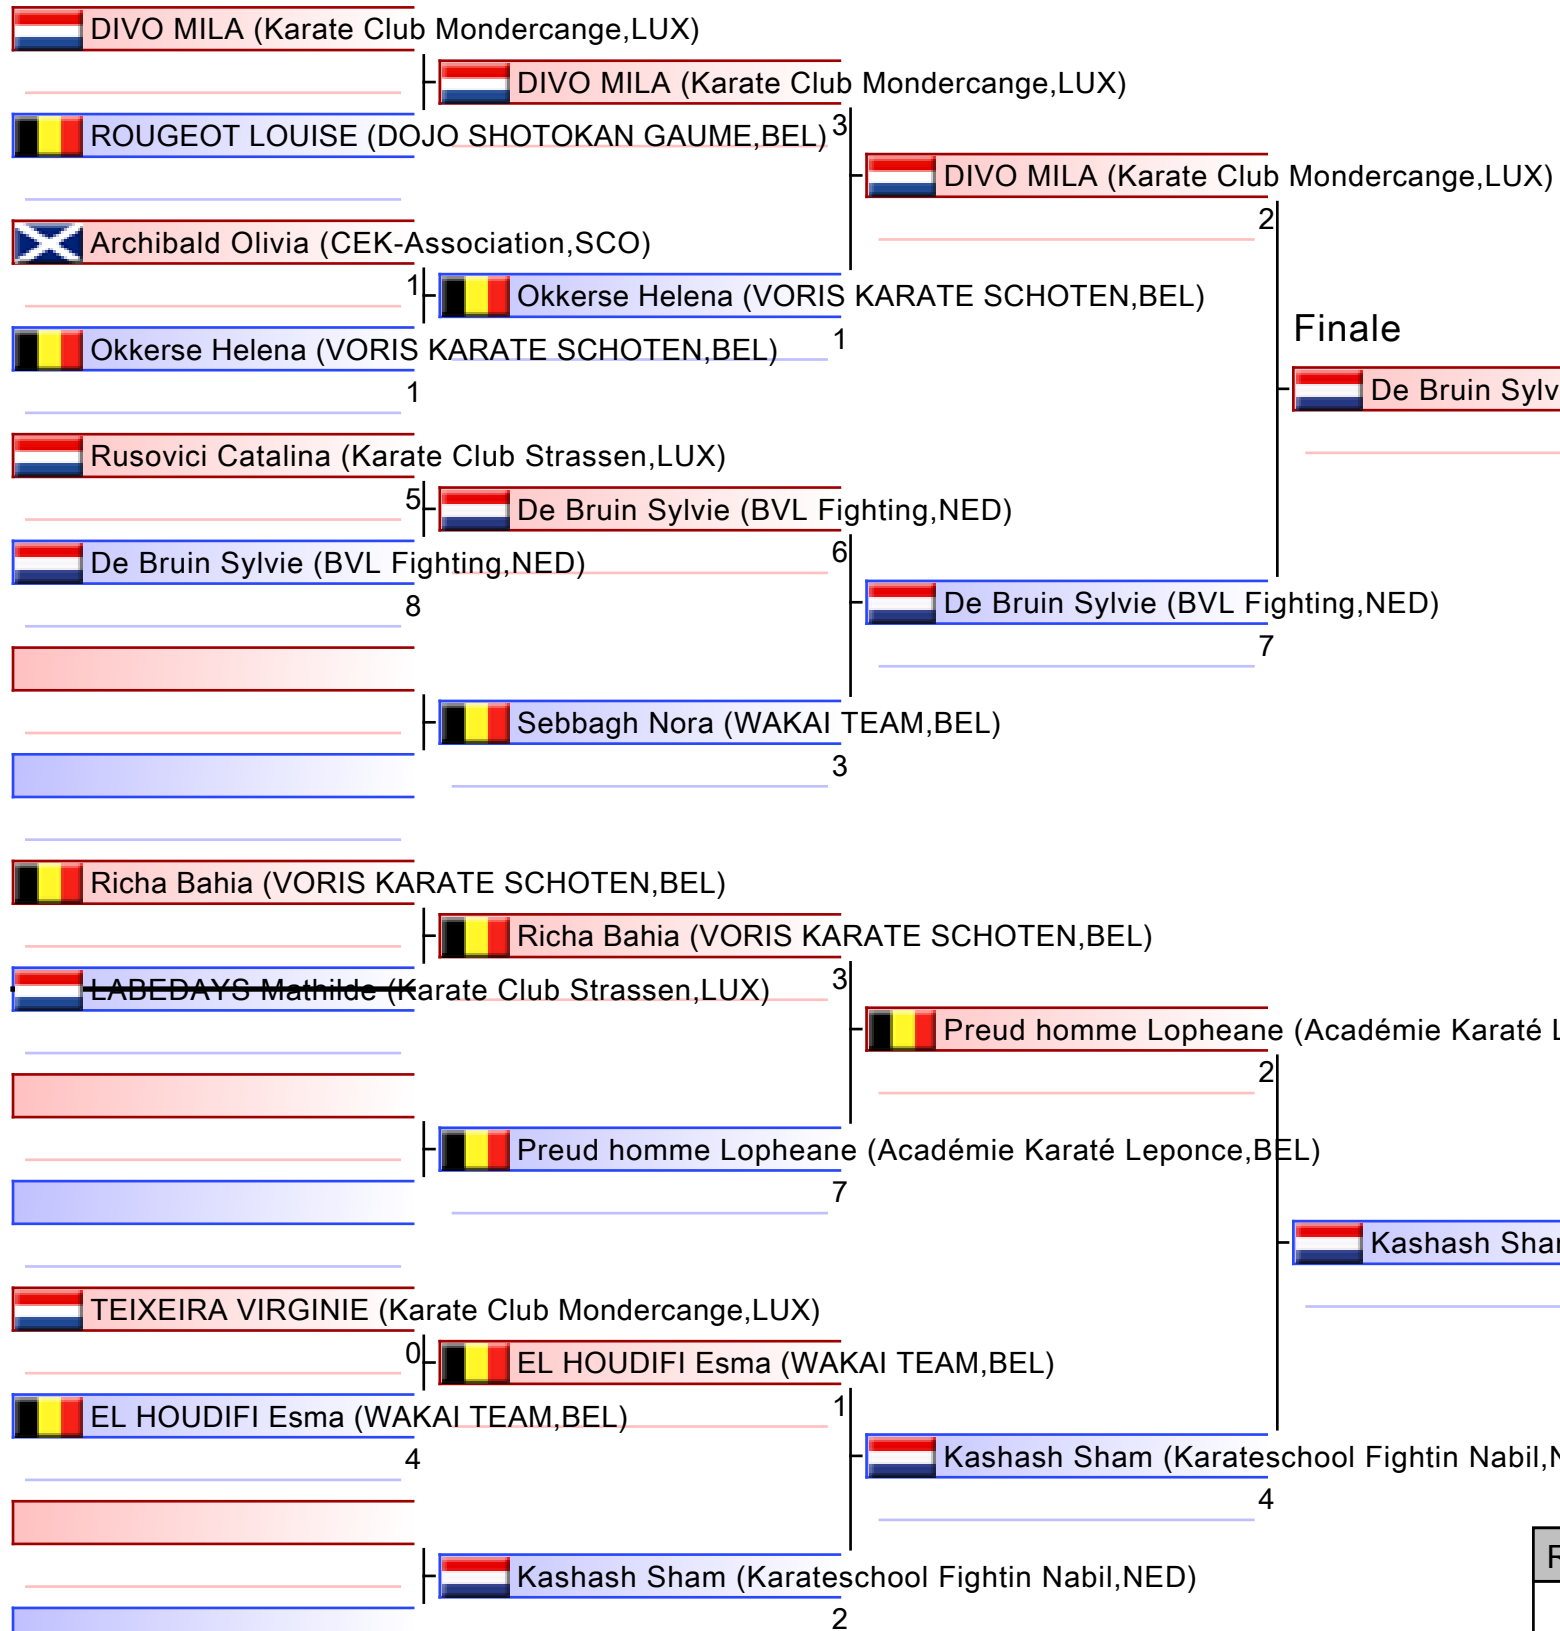 DIVO MILA (Karate Club Mondercange,LUX)
DIVO MILA (Karate Club Mondercange,LUX)
ROUGEOT LOUISE (DOJO SHOTOKAN GAUME,BEL)
3
DIVO MILA (Karate Club Mondercange,LUX)
2
Archibald Olivia (CEK-Association,SCO)
1
Okkerse Helena (VORIS KARATE SCHOTEN,BEL)
1
Okkerse Helena (VORIS KARATE SCHOTEN,BEL)
1
Finale
De Bruin Sylv
Rusovici Catalina (Karate Club Strassen,LUX)
5
De Bruin Sylvie (BVL Fighting,NED)
6
De Bruin Sylvie (BVL Fighting,NED)
8
De Bruin Sylvie (BVL Fighting,NED)
7
Sebbagh Nora (WAKAI TEAM,BEL)
3
Richa Bahia (VORIS KARATE SCHOTEN,BEL)
Richa Bahia (VORIS KARATE SCHOTEN,BEL)
3
LABEDAYS Mathilde (Karate Club Strassen,LUX)
Preud homme Lopheane (Académie Karaté L
2
Preud homme Lopheane (Académie Karaté Leponce,BEL)
7
Kashash Shar
TEIXEIRA VIRGINIE (Karate Club Mondercange,LUX)
0
EL HOUDIFI Esma (WAKAI TEAM,BEL)
1
EL HOUDIFI Esma (WAKAI TEAM,BEL)
4
Kashash Sham (Karateschool Fightin Nabil,N
4
Kashash Sham (Karateschool Fightin Nabil,NED)
2